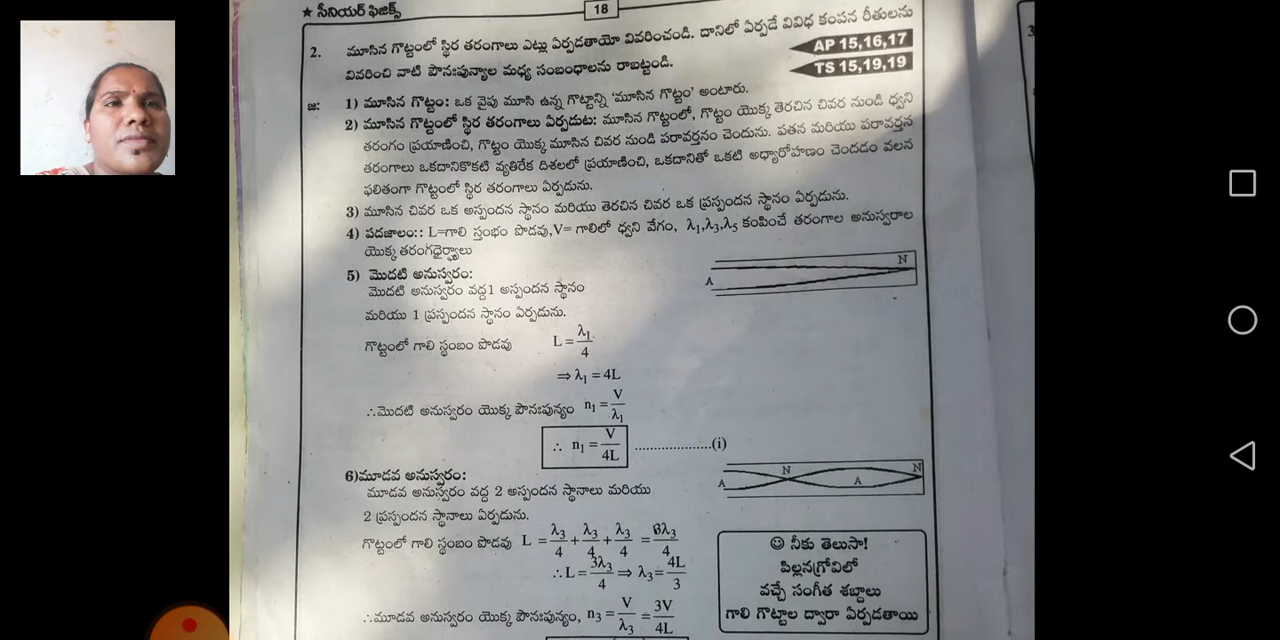 ★ సీనియర్ ఫిజిక్స్
18
2. మూసిన గొట్టంలో స్థిర తరంగాలు ఎట్లు ఏర్పడతాయో వివరించండి. దానిలో ఏర్పడే వివిధ కంపన రీతులను
వివరించి వాటి పౌనఃపున్యాల మధ్య సంబంధాలను రాబట్టండి.
AP 15,16,17
TS 15,19,19
జ: 1) మూసిన గొట్టం: ఒక వైపు మూసి ఉన్న గొట్టాన్ని 'మూసిన గొట్టం' అంటారు.
2) మూసిన గొట్టంలో స్థిర తరంగాలు ఏర్పడుట: మూసిన గొట్టంలో, గొట్టం యొక్క తెరచిన చివర నుండి ధ్వని
తరంగం ప్రయాణించి, గొట్టం యొక్క మూసిన చివర నుండి పరావర్తనం చెందును. పతన మరియు పరావర్తన
తరంగాలు ఒకదానికొకటి వ్యతిరేక దిశలలో ప్రయాణించి, ఒకదానితో ఒకటి అధ్యారోహణం చెందడం వలన
ఫలితంగా గొట్టంలో స్థిర తరంగాలు ఏర్పడును.
3) మూసిన చివర ఒక అస్పందన స్థానం మరియు తెరచిన చివర ఒక ప్రస్పందన స్థానం ఏర్పడును.
4) పదజాలం:: L=గాలి స్తంభం పొడవు,V= గాలిలో ధ్వని వేగం, λ₁,λ₃,λ₅ కంపించే తరంగాల అనుస్వరాల
యొక్క తరంగదైర్ఘ్యాలు
5) మొదటి అనుస్వరం:
మొదటి అనుస్వరం వద్ద1 అస్పందన స్థానం
మరియు 1 ప్రస్పందన స్థానం ఏర్పడును.
A N
గొట్టంలో గాలి స్థంబం పొడవు L = λ₁/4
⇒ λ₁ = 4L
∴మొదటి అనుస్వరం యొక్క పౌనఃపున్యం n₁ = V/λ₁
∴ n₁ = V/4L .....................(i)
6)మూడవ అనుస్వరం:
మూడవ అనుస్వరం వద్ద 2 అస్పందన స్థానాలు మరియు
2 ప్రస్పందన స్థానాలు ఏర్పడును.
A N A N
గొట్టంలో గాలి స్థంబం పొడవు L = λ₃/4 + λ₃/4 + λ₃/4 = 3λ₃/4
∴L = 3λ₃/4 ⇒ λ₃ = 4L/3
∴మూడవ అనుస్వరం యొక్క పౌనఃపున్యం, n₃ = V/λ₃ = 3V/4L
☺ నీకు తెలుసా!
పిల్లనగ్రోవిలో
వచ్చే సంగీత శబ్దాలు
గాలి గొట్టాల ద్వారా ఏర్పడతాయి
3